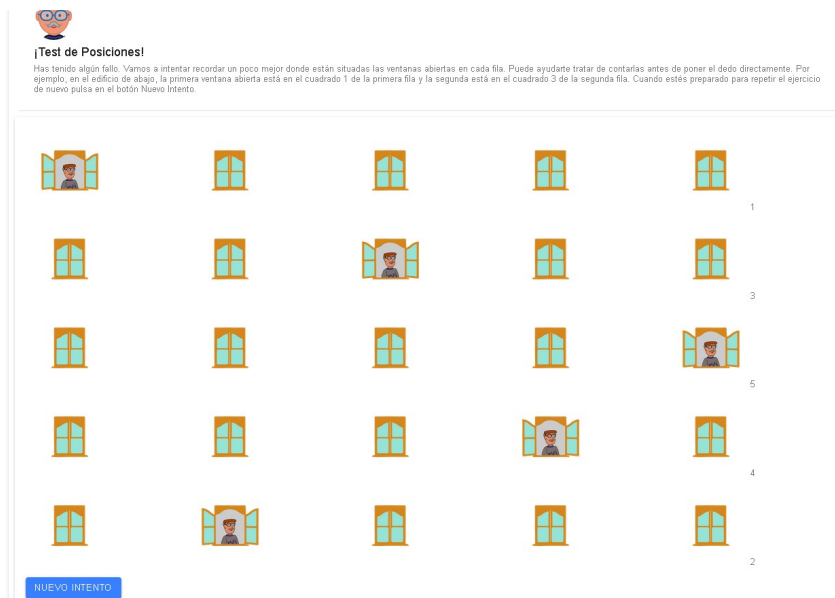 ¡Test de Posiciones!
Has tenido algún fallo. Vamos a intentar recordar un poco mejor donde están situadas las ventanas abiertas en cada fila. Puede ayudarte tratar de contarlas antes de poner el dedo directamente. Por
ejemplo, en el edificio de abajo, la primera ventana abierta está en el cuadrado 1 de la primera fila y la segunda está en el cuadrado 3 de la segunda fila. Cuando estés preparado para repetir el ejercicio
de nuevo pulsa en el botón Nuevo Intento.
1
3
5
4
2
NUEVO INTENTO